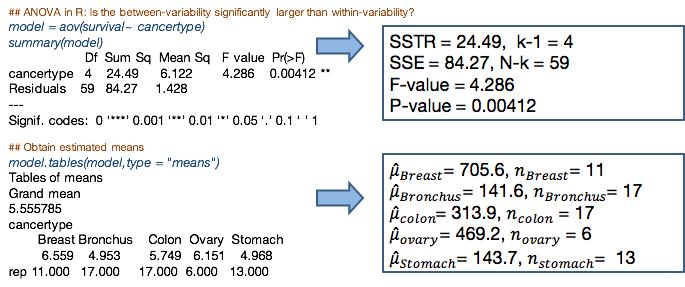 ## ANOVA in R: Is the between-variability significantly larger than within-variability?
model = aov(survival~ cancertype)
summary(model)
Df Sum Sq Mean Sq F value Pr(>F)
cancertype 4 24.49 6.122 4.286 0.00412 **
Residuals 59 84.27 1.428
---
Signif. codes: 0 '***' 0.001 '**' 0.01 '*' 0.05 '.' 0.1 ' ' 1
SSTR = 24.49, k-1 = 4
SSE = 84.27, N-k = 59
F-value = 4.286
P-value = 0.00412
## Obtain estimated means
model.tables(model,type = "means")
Tables of means
Grand mean
5.555785
cancertype
Breast Bronchus Colon Ovary Stomach
6.559 4.953 5.749 6.151 4.968
rep 11.000 17.000 17.000 6.000 13.000
μ̂Breast= 705.6, nBreast= 11
μ̂Bronchus= 141.6, nBronchus= 17
μ̂colon= 313.9, ncolon = 17
μ̂ovary= 469.2, novary = 6
μ̂Stomach= 143.7, nstomach= 13